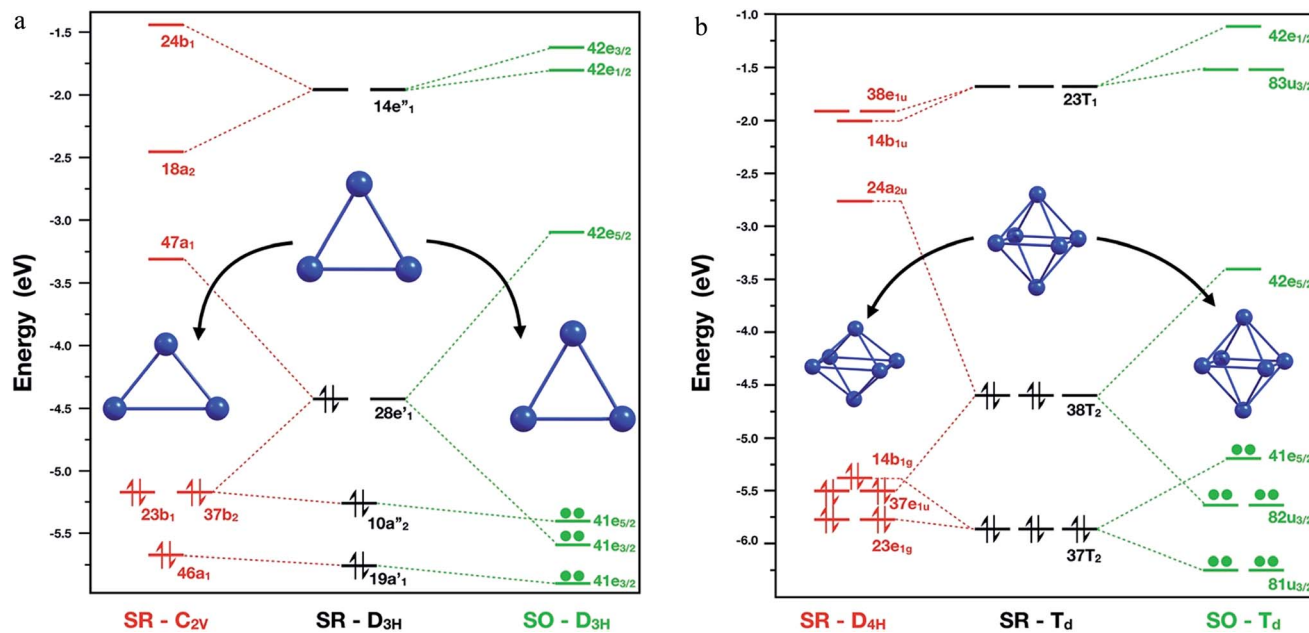 a
Energy (eV)
-1.5
-2.0
-2.5
-3.0
-3.5
-4.0
-4.5
-5.0
-5.5
24b₁
18a₂
47a₁
23b₁
37b₂
46a₁
14e"₁
28e'₁
10a"₂
19a'₁
42e₃/₂
42e₁/₂
42e₅/₂
41e₅/₂
41e₃/₂
41e₃/₂
SR - C₂ᵥ
SR - D₃H
SO - D₃H
b
Energy (eV)
-1.0
-1.5
-2.0
-2.5
-3.0
-3.5
-4.0
-4.5
-5.0
-5.5
-6.0
38e₁ᵤ
14b₁ᵤ
24a₂ᵤ
14b₁g
37e₁ᵤ
23e₁g
23T₁
38T₂
37T₂
42e₁/₂
83u₃/₂
42e₅/₂
41e₅/₂
82u₃/₂
81u₃/₂
SR - D₄H
SR - Td
SO - Td